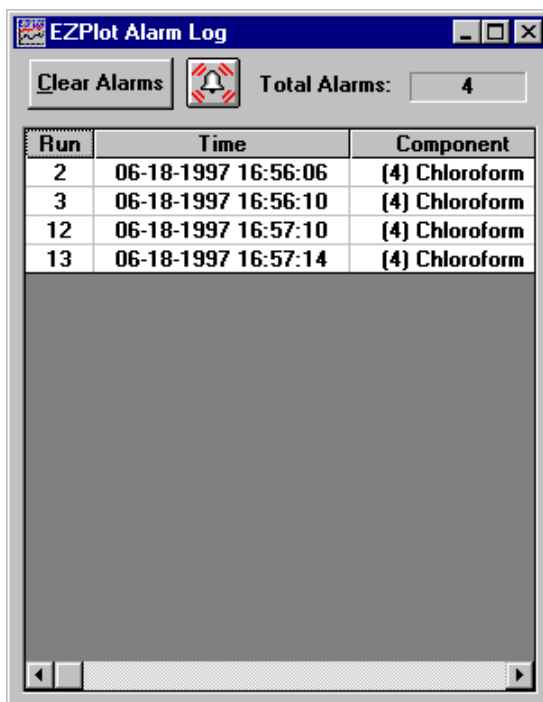 EZPlot Alarm Log
Clear Alarms Total Alarms: 4
Run Time Component
2 06-18-1997 16:56:06 (4) Chloroform
3 06-18-1997 16:56:10 (4) Chloroform
12 06-18-1997 16:57:10 (4) Chloroform
13 06-18-1997 16:57:14 (4) Chloroform